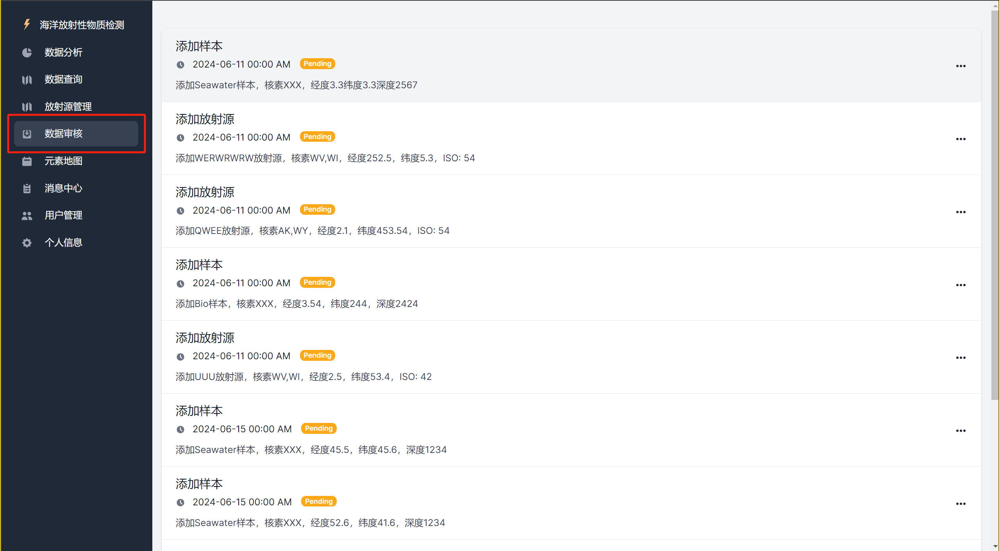 海洋放射性物质检测
数据分析
数据查询
放射源管理
数据审核
元素地图
消息中心
用户管理
个人信息
添加样本
2024-06-11 00:00 AM Pending
添加Seawater样本，核素XXX，经度3.3纬度3.3深度2567
添加放射源
2024-06-11 00:00 AM Pending
添加WERWRWRW放射源，核素WV,WI，经度252.5，纬度5.3，ISO: 54
添加放射源
2024-06-11 00:00 AM Pending
添加QWEE放射源，核素AK,WY，经度2.1，纬度453.54，ISO: 54
添加样本
2024-06-11 00:00 AM Pending
添加Bio样本，核素XXX，经度3.54，纬度244，深度2424
添加放射源
2024-06-11 00:00 AM Pending
添加UUU放射源，核素WV,WI，经度2.5，纬度53.4，ISO: 42
添加样本
2024-06-15 00:00 AM Pending
添加Seawater样本，核素XXX，经度45.5，纬度45.6，深度1234
添加样本
2024-06-15 00:00 AM Pending
添加Seawater样本，核素XXX，经度52.6，纬度41.6，深度1234